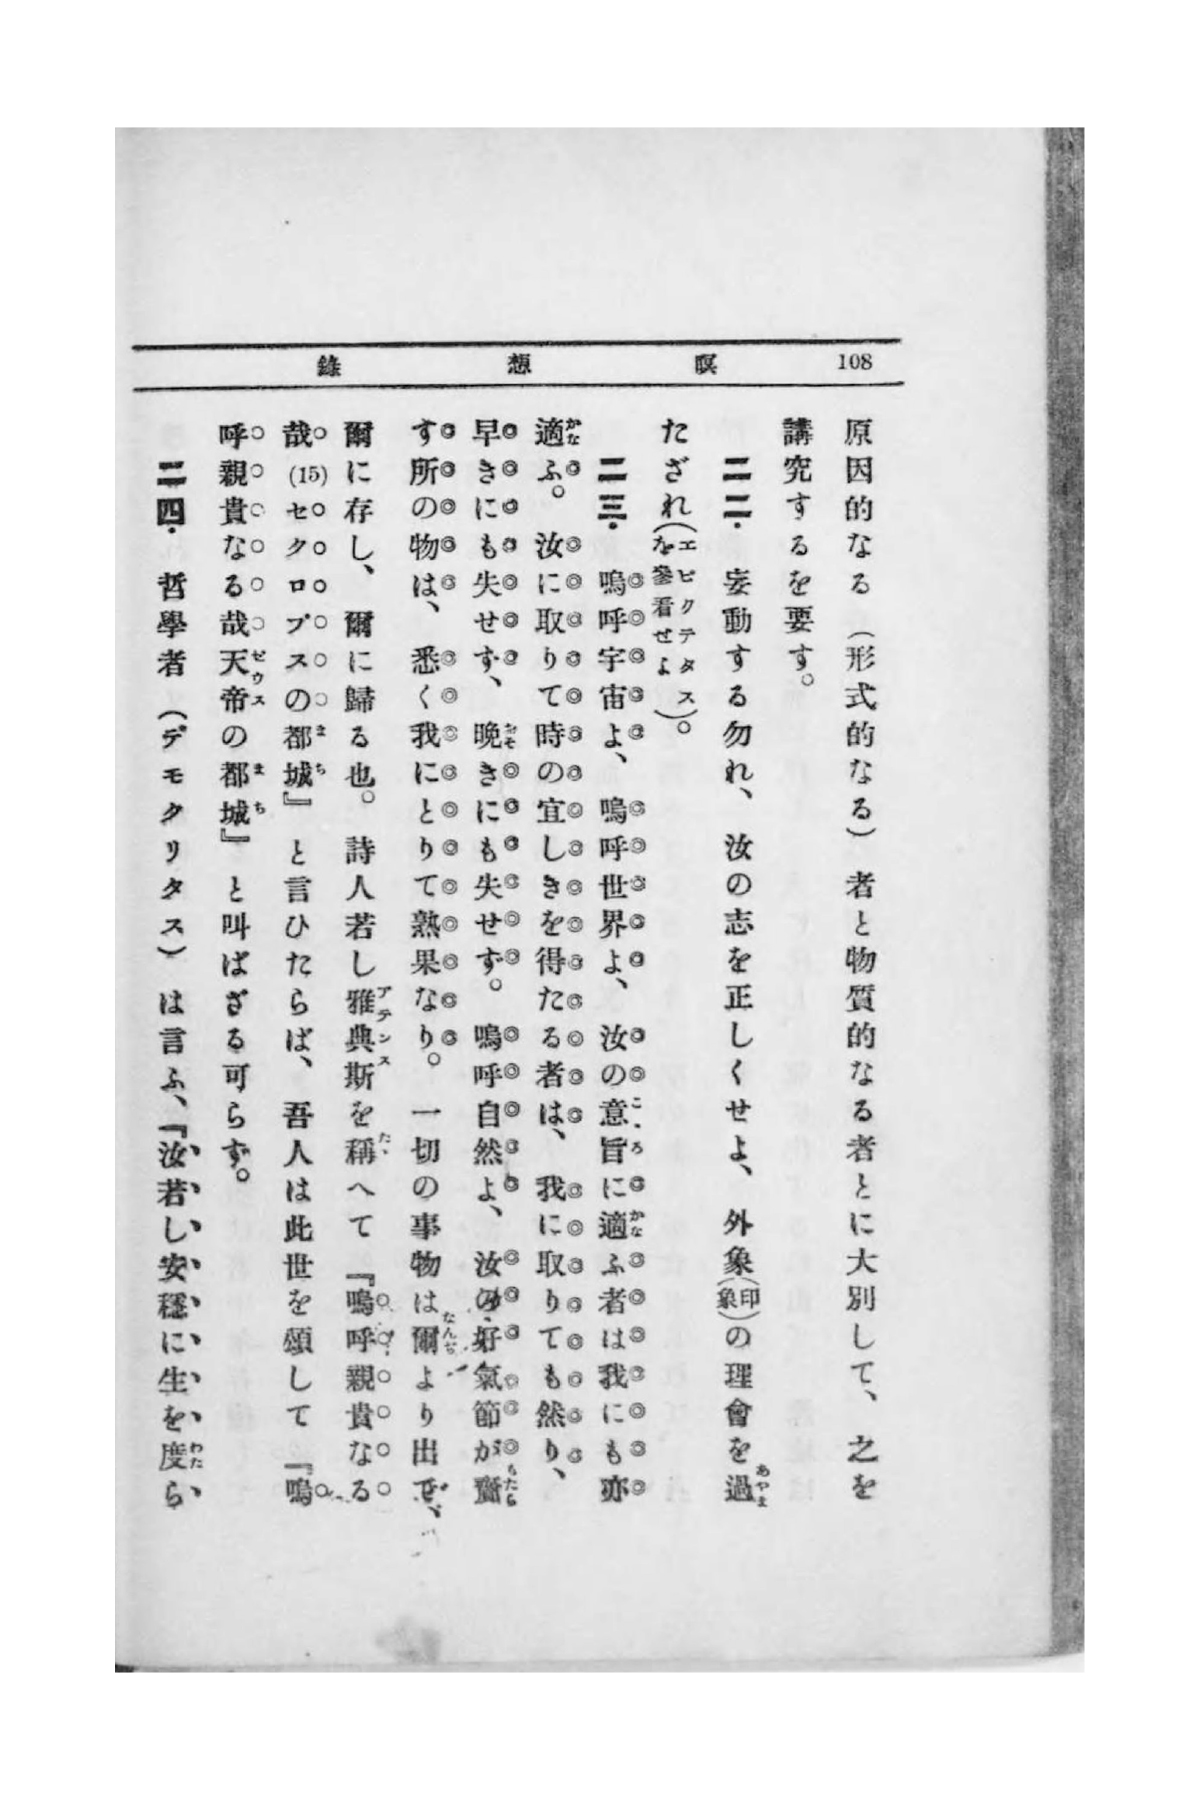 108 瞑想錄
原因的なる（形式的なる）者と物質的なる者とに大別して、之を
講究するを要す。
二二・妄動する勿れ、汝の志を正しくせよ、外象（印象）の理會を過
たざれ（エピクテタスを參看せよ）。
二三・嗚呼宇宙よ、嗚呼世界よ、汝の意旨に適ふ者は我にも亦
適ふ。汝に取りて時の宜しきを得たる者は、我に取りても然り、
早きにも失せず、晩きにも失せず。嗚呼自然よ、汝の好氣節が齎
す所の物は、悉く我にとりて熟果なり。一切の事物は爾より出で、
爾に存し、爾に歸る也。詩人若し雅典斯を稱へて『嗚呼親貴なる
哉(15)セクロプスの都城』と言ひたらば、吾人は此世を頌して『嗚
呼親貴なる哉天帝の都城』と叫ばざる可らず。
二四・哲學者（デモクリタス）は言ふ、『汝若し安穩に生を度ら